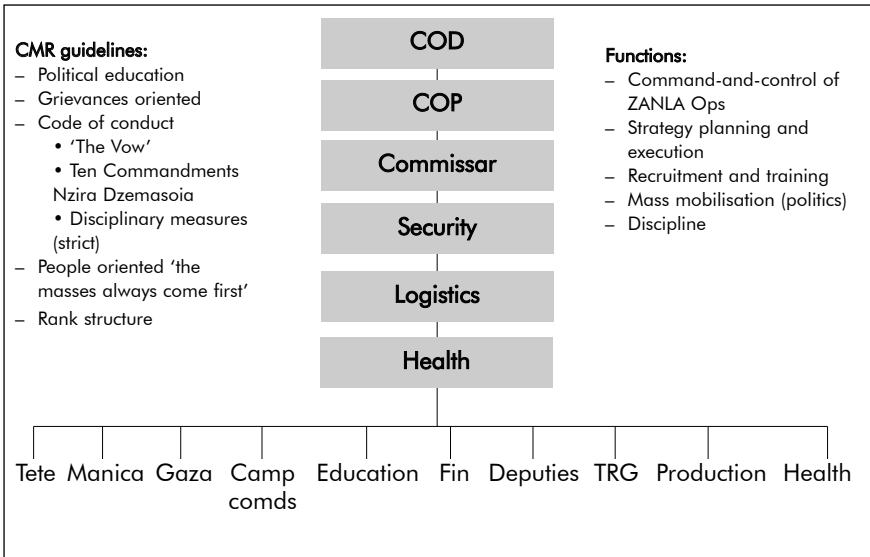 CMR guidelines:
– Political education
– Grievances oriented
– Code of conduct
• ‘The Vow’
• Ten Commandments
Nzira Dzemasoia
• Disciplinary measures
(strict)
– People oriented ‘the
masses always come first’
– Rank structure
COD
COP
Commissar
Security
Logistics
Health
Functions:
– Command-and-control of
ZANLA Ops
– Strategy planning and
execution
– Recruitment and training
– Mass mobilisation (politics)
– Discipline
Tete Manica Gaza Camp Education Fin Deputies TRG Production Health
comds